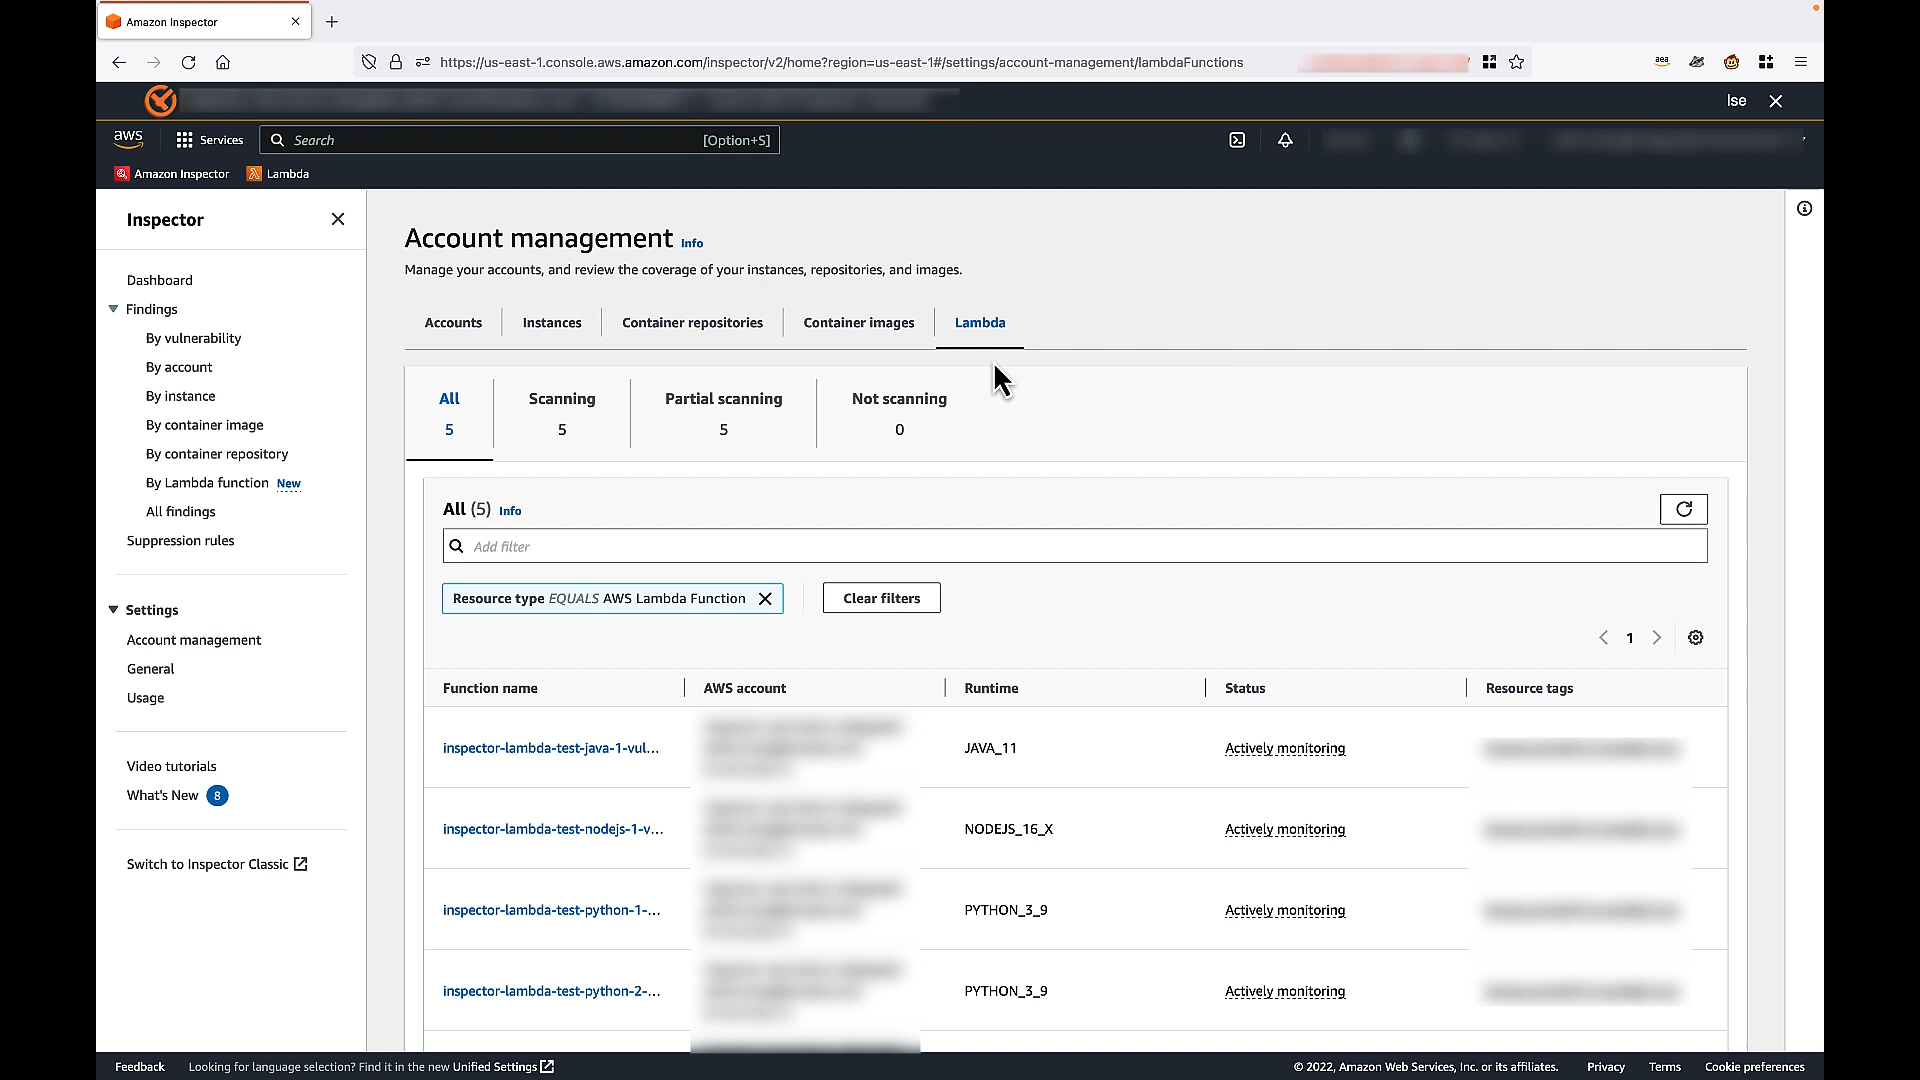 Amazon Inspector
https://us-east-1.console.aws.amazon.com/inspector/v2/home?region=us-east-1#/settings/account-management/lambdaFunctions
aea
lse
aws
Services
Search
[Option+S]
Amazon Inspector
Lambda
Inspector
Dashboard
Findings
By vulnerability
By account
By instance
By container image
By container repository
By Lambda function New
All findings
Suppression rules
Settings
Account management
General
Usage
Video tutorials
What's New 8
Switch to Inspector Classic
Account management Info
Manage your accounts, and review the coverage of your instances, repositories, and images.
Accounts Instances Container repositories Container images Lambda
All Scanning Partial scanning Not scanning
5 5 5 0
All (5) Info
Add filter
Resource type EQUALS AWS Lambda Function
Clear filters
1
Function name AWS account Runtime Status Resource tags
inspector-lambda-test-java-1-vul... JAVA_11 Actively monitoring
inspector-lambda-test-nodejs-1-v... NODEJS_16_X Actively monitoring
inspector-lambda-test-python-1-... PYTHON_3_9 Actively monitoring
inspector-lambda-test-python-2-... PYTHON_3_9 Actively monitoring
Feedback Looking for language selection? Find it in the new Unified Settings © 2022, Amazon Web Services, Inc. or its affiliates. Privacy Terms Cookie preferences